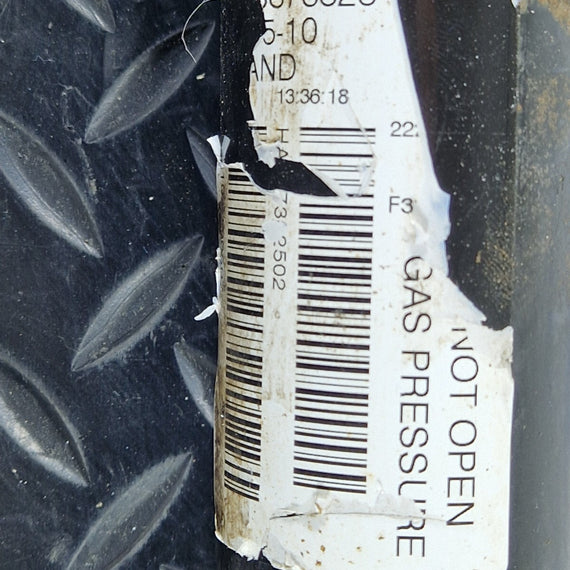 5-10
AND
13:36:18
22
F3
2502
GAS PRESSURE
NOT OPEN